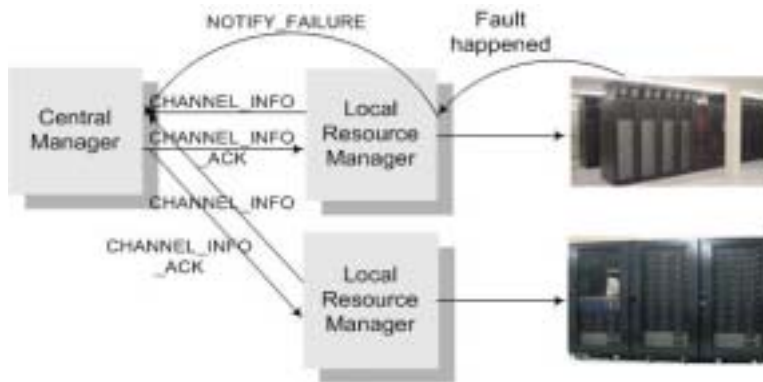 NOTIFY_FAILURE
Fault
happened
Central
Manager
CHANNEL_INFO
CHANNEL_INFO
_ACK
Local
Resource
Manager
CHANNEL_INFO
CHANNEL_INFO
_ACK
Local
Resource
Manager